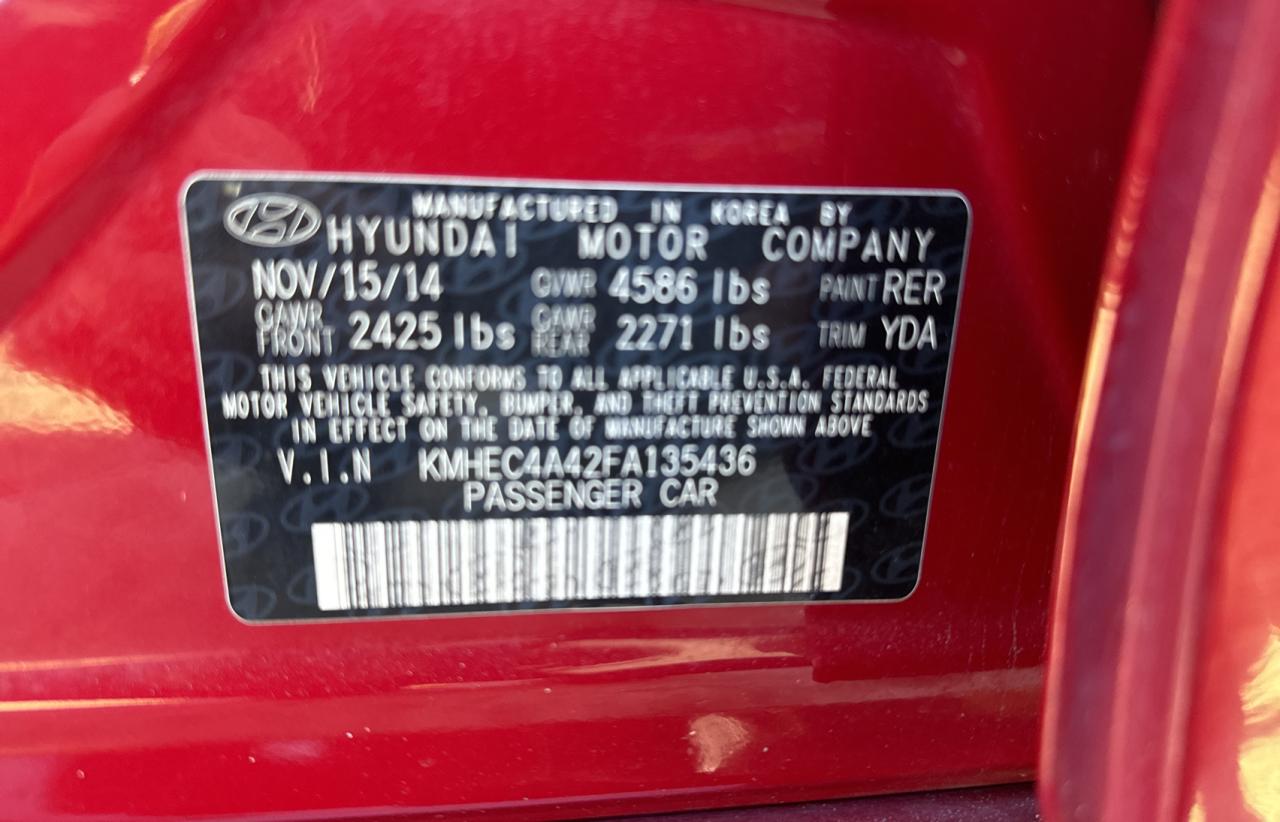 MANUFACTURED IN KOREA BY
HYUNDAI MOTOR COMPANY
NOV/15/14 GVWR 4586 lbs PAINT RER
GAWR FRONT 2425 lbs GAWR REAR 2271 lbs TRIM YDA
THIS VEHICLE CONFORMS TO ALL APPLICABLE U.S.A. FEDERAL
MOTOR VEHICLE SAFETY, BUMPER, AND THEFT PREVENTION STANDARDS
IN EFFECT ON THE DATE OF MANUFACTURE SHOWN ABOVE
V.I.N KMHEC4A42FA135436
PASSENGER CAR